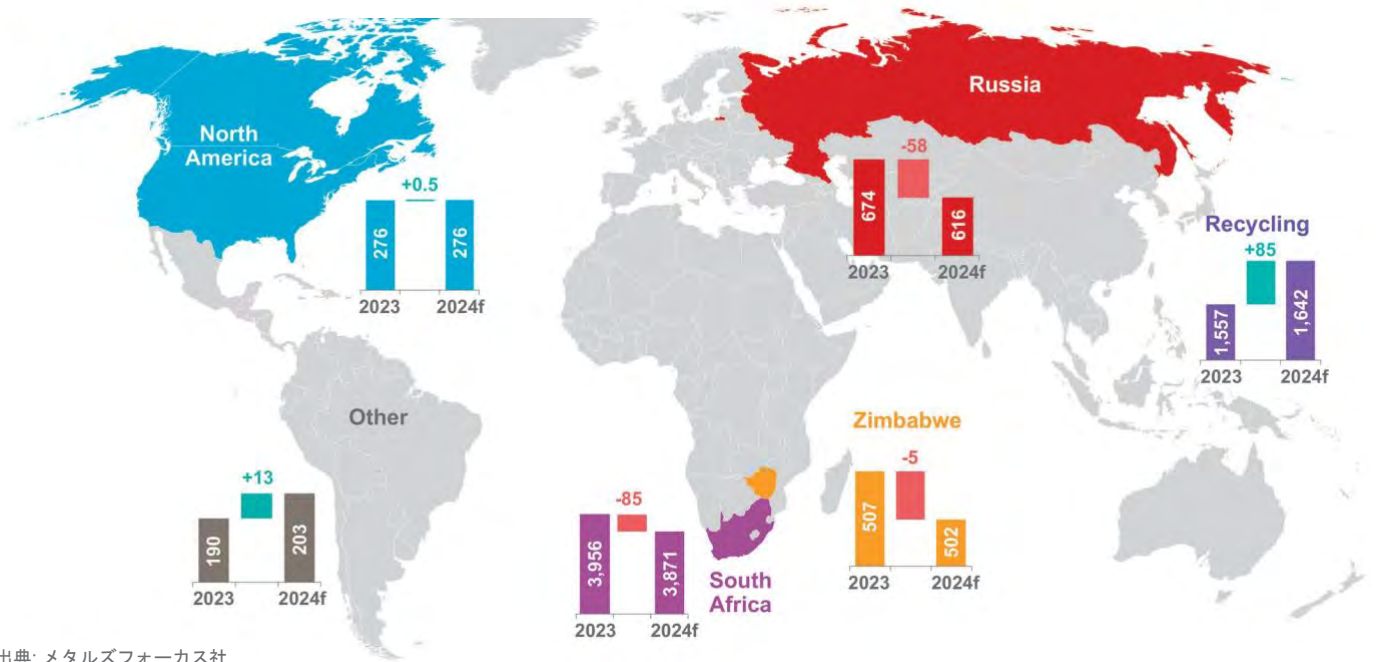 North
America
+0.5
276
276
2023
2024f
Russia
-58
674
616
2023
2024f
Recycling
+85
1,557
1,642
2023
2024f
Other
+13
190
203
2023
2024f
-85
3,956
3,871
2023
2024f
South
Africa
Zimbabwe
-5
507
502
2023
2024f
出典: メタルズフォーカス社